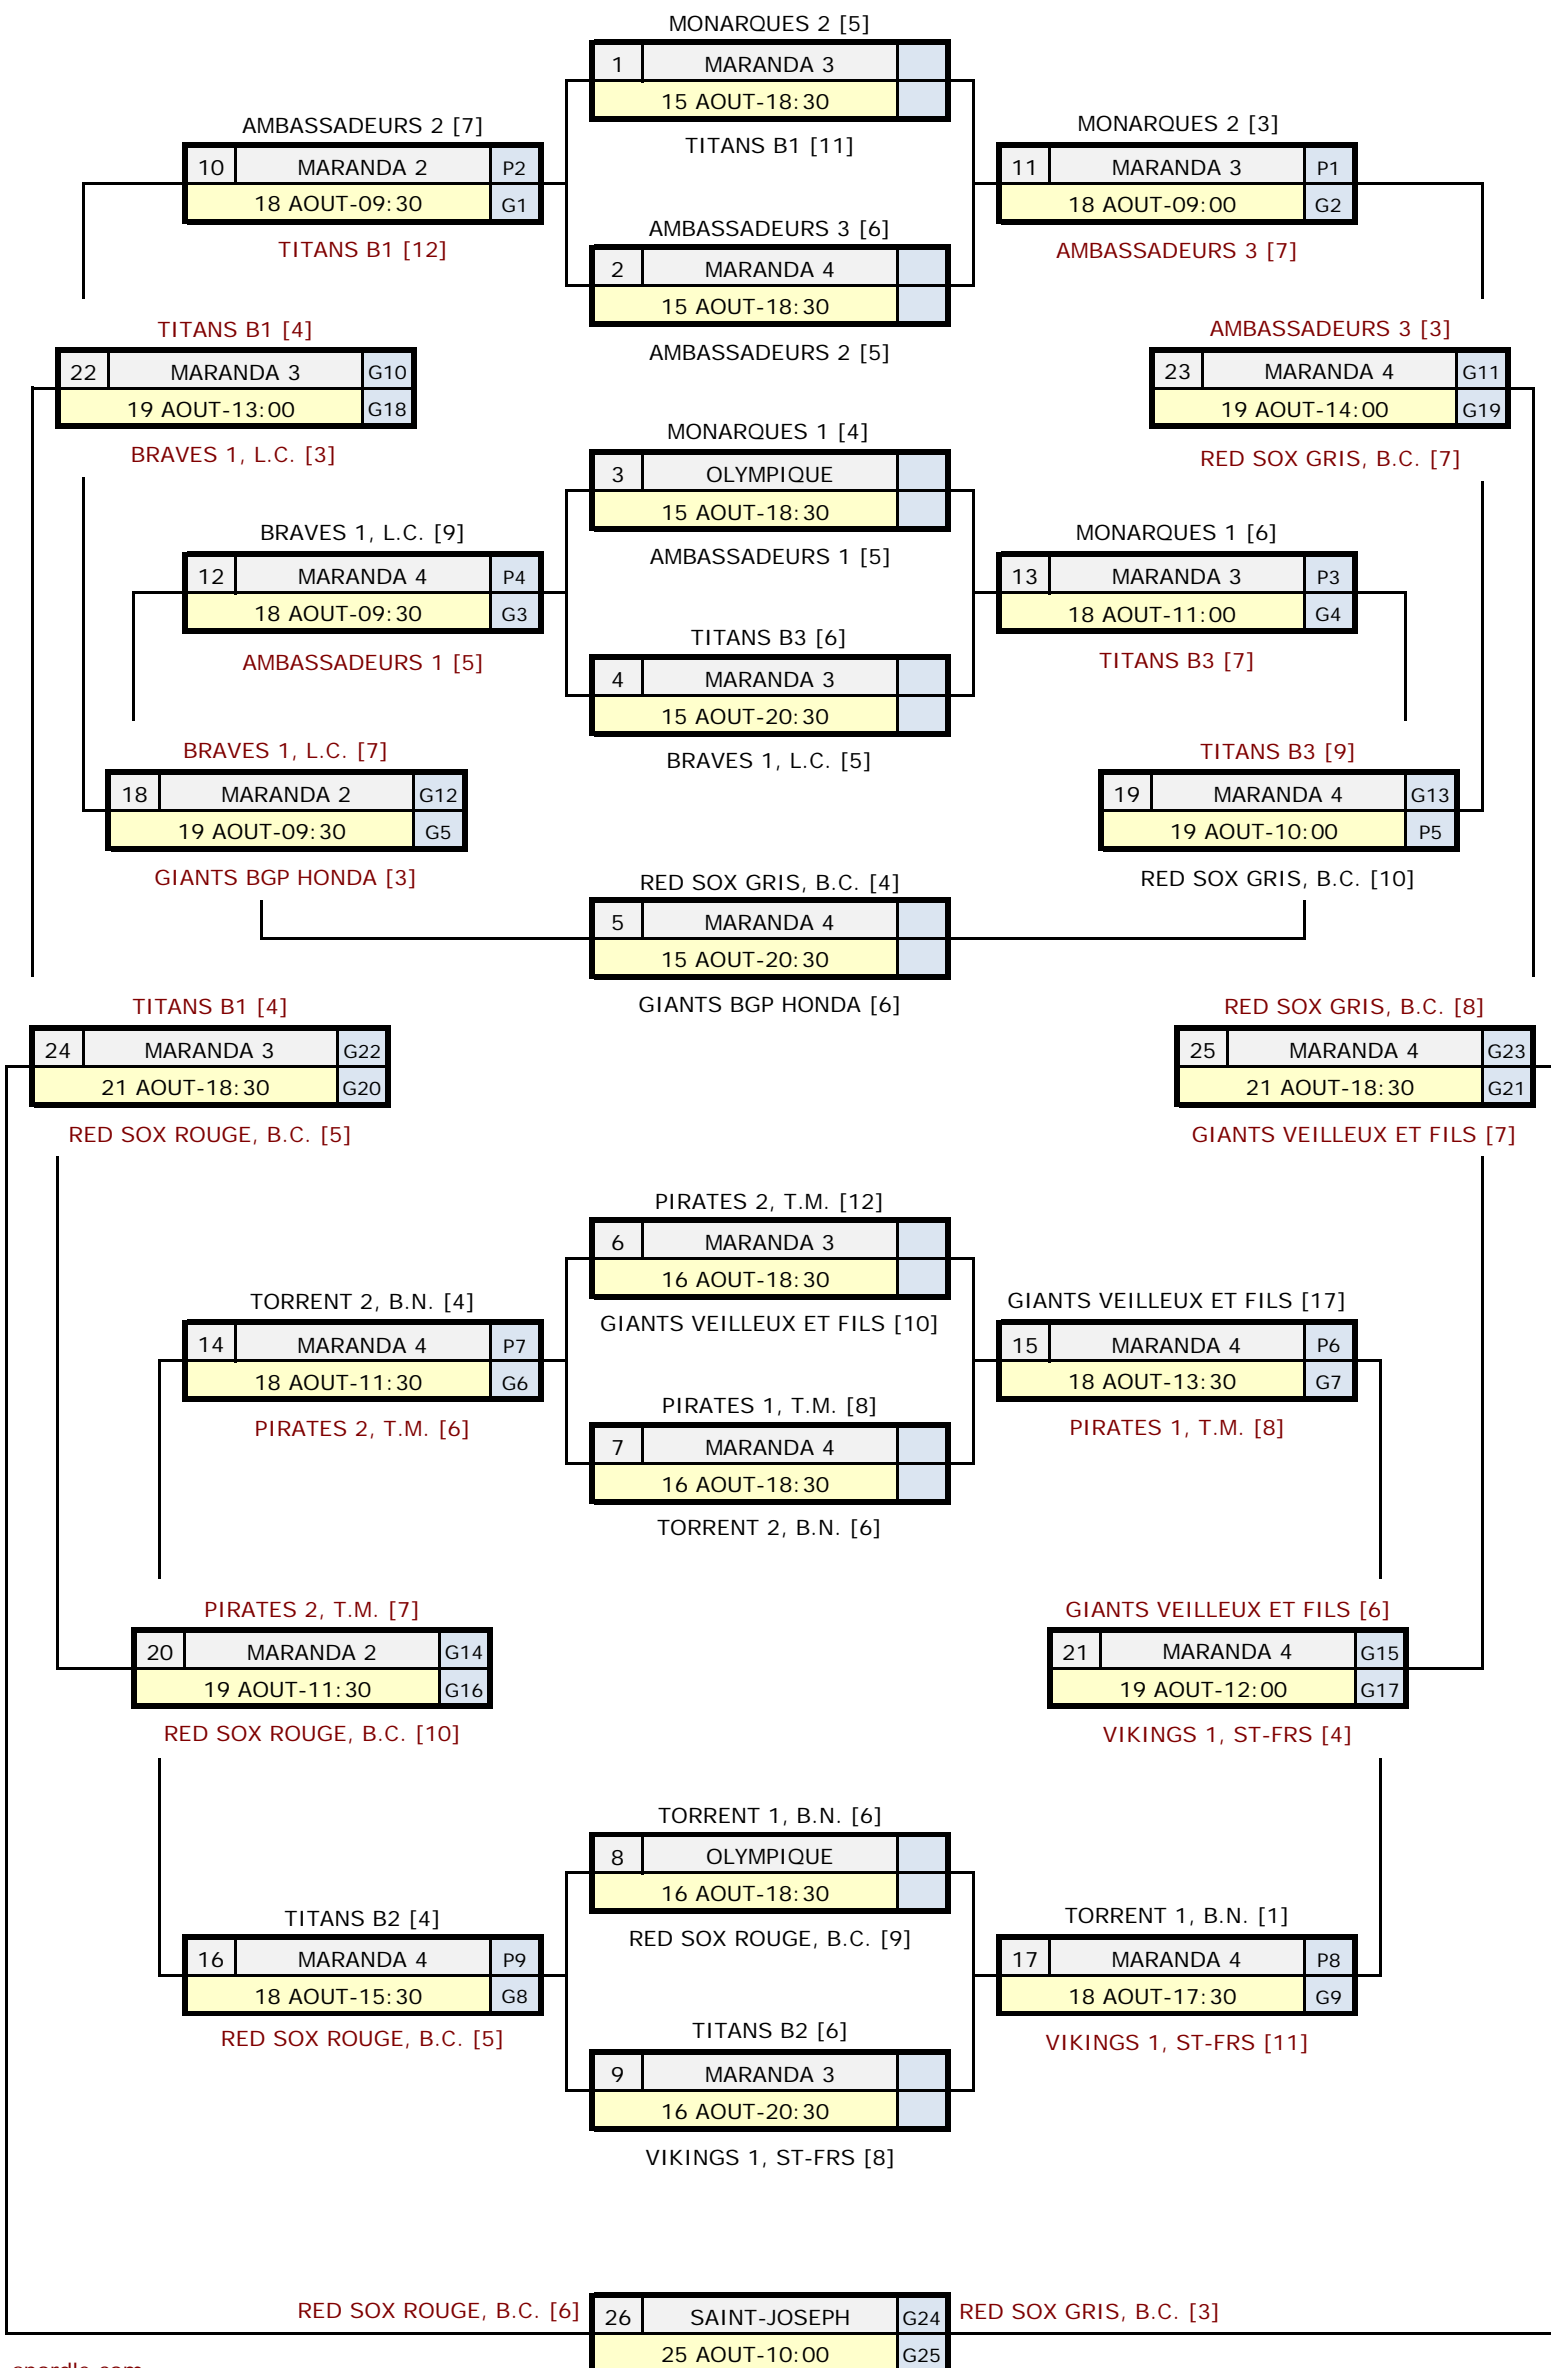 MONARQUES 2 [5]
1 MARANDA 3
15 AOUT-18:30
TITANS B1 [11]
AMBASSADEURS 2 [7]
10 MARANDA 2 P2
18 AOUT-09:30 G1
TITANS B1 [12]
MONARQUES 2 [3]
11 MARANDA 3 P1
18 AOUT-09:00 G2
AMBASSADEURS 3 [7]
AMBASSADEURS 3 [6]
2 MARANDA 4
15 AOUT-18:30
AMBASSADEURS 2 [5]
TITANS B1 [4]
22 MARANDA 3 G10
19 AOUT-13:00 G18
BRAVES 1, L.C. [3]
AMBASSADEURS 3 [3]
23 MARANDA 4 G11
19 AOUT-14:00 G19
RED SOX GRIS, B.C. [7]
MONARQUES 1 [4]
3 OLYMPIQUE
15 AOUT-18:30
AMBASSADEURS 1 [5]
BRAVES 1, L.C. [9]
12 MARANDA 4 P4
18 AOUT-09:30 G3
AMBASSADEURS 1 [5]
MONARQUES 1 [6]
13 MARANDA 3 P3
18 AOUT-11:00 G4
TITANS B3 [7]
TITANS B3 [6]
4 MARANDA 3
15 AOUT-20:30
BRAVES 1, L.C. [5]
BRAVES 1, L.C. [7]
18 MARANDA 2 G12
19 AOUT-09:30 G5
GIANTS BGP HONDA [3]
TITANS B3 [9]
19 MARANDA 4 G13
19 AOUT-10:00 P5
RED SOX GRIS, B.C. [10]
RED SOX GRIS, B.C. [4]
5 MARANDA 4
15 AOUT-20:30
GIANTS BGP HONDA [6]
TITANS B1 [4]
24 MARANDA 3 G22
21 AOUT-18:30 G20
RED SOX ROUGE, B.C. [5]
RED SOX GRIS, B.C. [8]
25 MARANDA 4 G23
21 AOUT-18:30 G21
GIANTS VEILLEUX ET FILS [7]
PIRATES 2, T.M. [12]
6 MARANDA 3
16 AOUT-18:30
GIANTS VEILLEUX ET FILS [10]
TORRENT 2, B.N. [4]
14 MARANDA 4 P7
18 AOUT-11:30 G6
PIRATES 2, T.M. [6]
GIANTS VEILLEUX ET FILS [17]
15 MARANDA 4 P6
18 AOUT-13:30 G7
PIRATES 1, T.M. [8]
PIRATES 1, T.M. [8]
7 MARANDA 4
16 AOUT-18:30
TORRENT 2, B.N. [6]
PIRATES 2, T.M. [7]
20 MARANDA 2 G14
19 AOUT-11:30 G16
RED SOX ROUGE, B.C. [10]
GIANTS VEILLEUX ET FILS [6]
21 MARANDA 4 G15
19 AOUT-12:00 G17
VIKINGS 1, ST-FRS [4]
TORRENT 1, B.N. [6]
8 OLYMPIQUE
16 AOUT-18:30
RED SOX ROUGE, B.C. [9]
TITANS B2 [4]
16 MARANDA 4 P9
18 AOUT-15:30 G8
RED SOX ROUGE, B.C. [5]
TORRENT 1, B.N. [1]
17 MARANDA 4 P8
18 AOUT-17:30 G9
VIKINGS 1, ST-FRS [11]
TITANS B2 [6]
9 MARANDA 3
16 AOUT-20:30
VIKINGS 1, ST-FRS [8]
RED SOX ROUGE, B.C. [6] 26 SAINT-JOSEPH G24 RED SOX GRIS, B.C. [3]
25 AOUT-10:00 G25